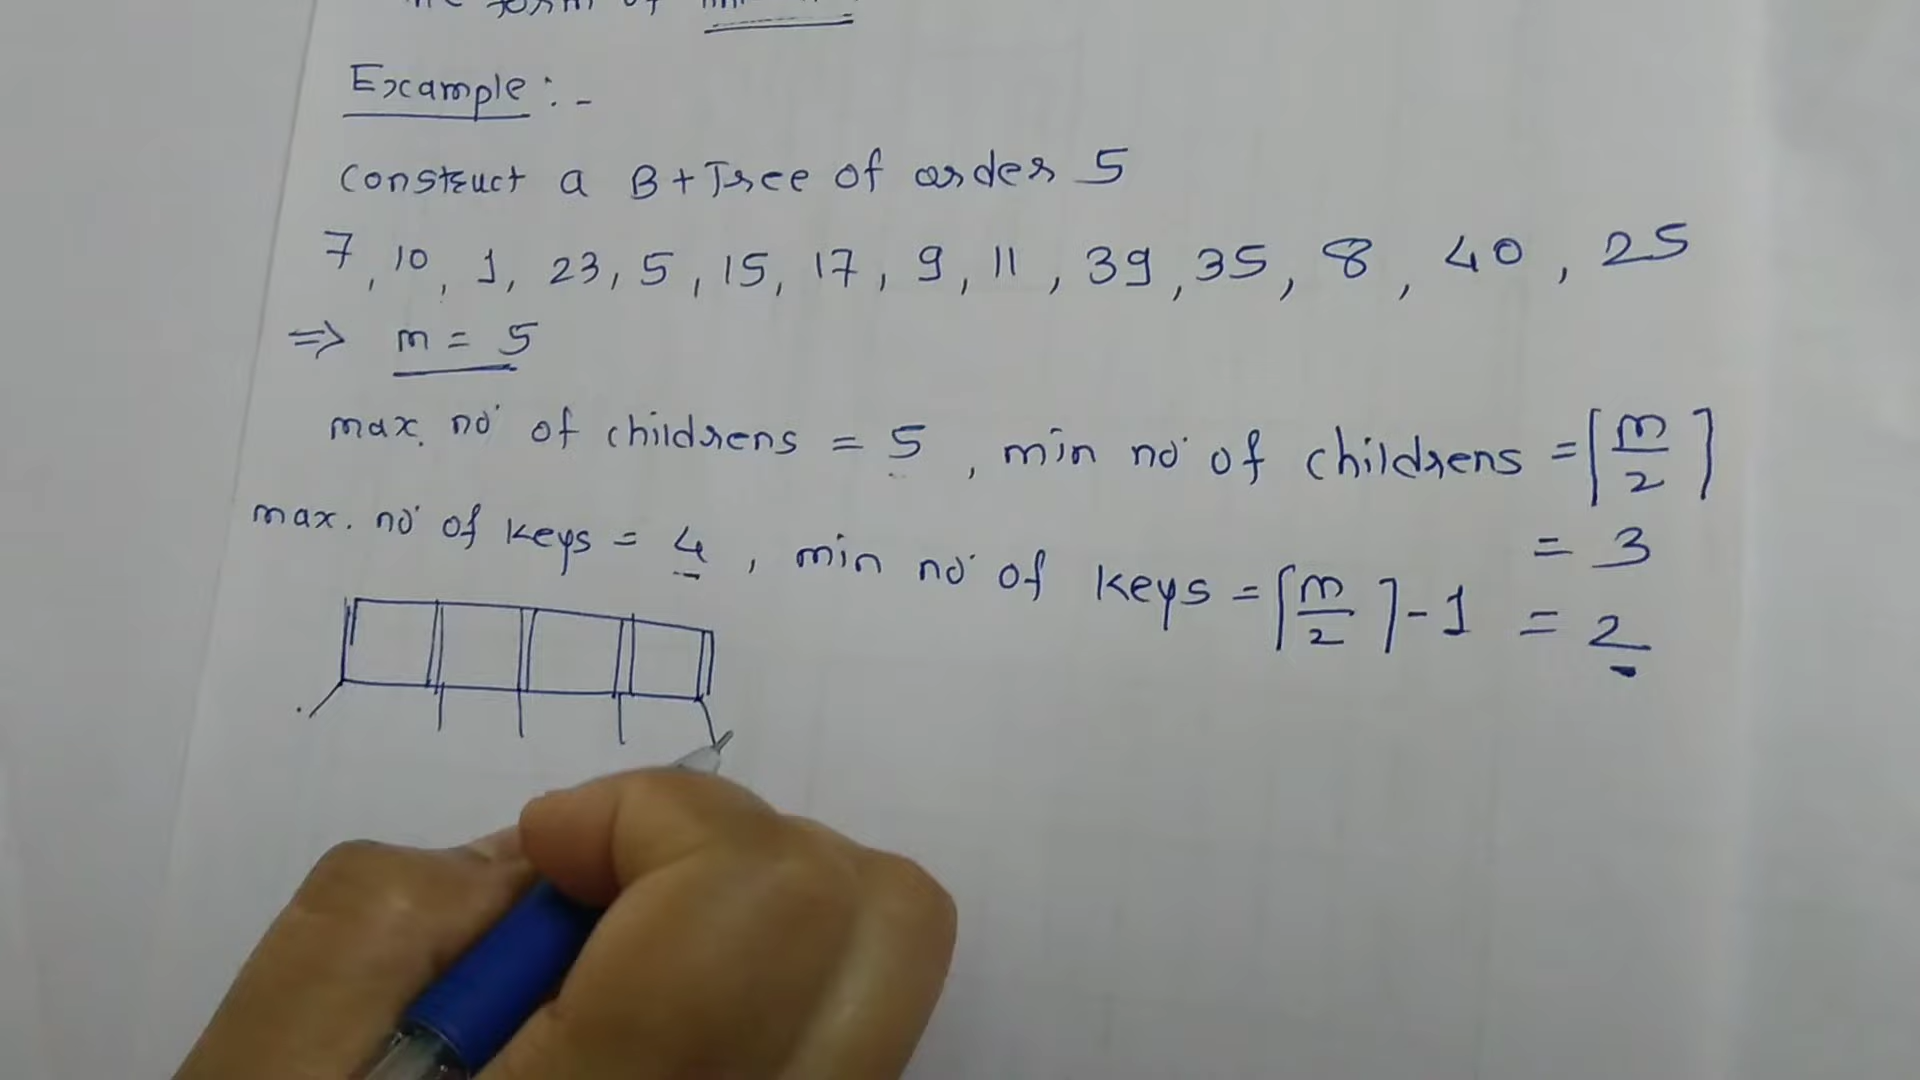 form of
Example :-
construct a B+Tree of order 5
7, 10, 1, 23, 5, 15, 17, 9, 11, 39, 35, 8, 40, 25
⇒ m = 5
max. no of childrens = 5, min no of childrens = ⌈m/2⌉
= 3
max. no of keys = 4, min no of keys = ⌈m/2⌉-1 = 2